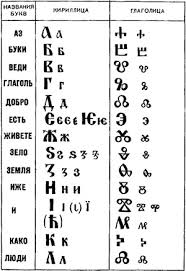 НАЗВАНИЯ БУКВ КИРИЛЛИЦА ГЛАГОЛИЦА
АЗ А а Ⰰ ⰰ
БУКИ Б б Ⰱ ⰱ
ВЕДИ В в Ⰲ ⰲ
ГЛАГОЛЬ Г г Ⰳ ⰳ
ДОБРО Д д Ⰴ ⰴ
ЕСТЬ Є є Ѥ ѥ Ⰵ ⰵ
ЖИВЕТЕ Ж ж Ⰶ ⰶ
ЗЕЛО Ѕ ѕ Ⰷ ⰷ
ЗЕМЛЯ З з Ⰸ ⰸ
ИЖЕ Н н и Ⰹ ⰹ
И І і (ι) Ї Ⰺ ⰺ
(Ћ) Ⰼ ⰼ
КАКО К к Ⰽ ⰽ
ЛЮДИ Л л Ⰾ ⰾ